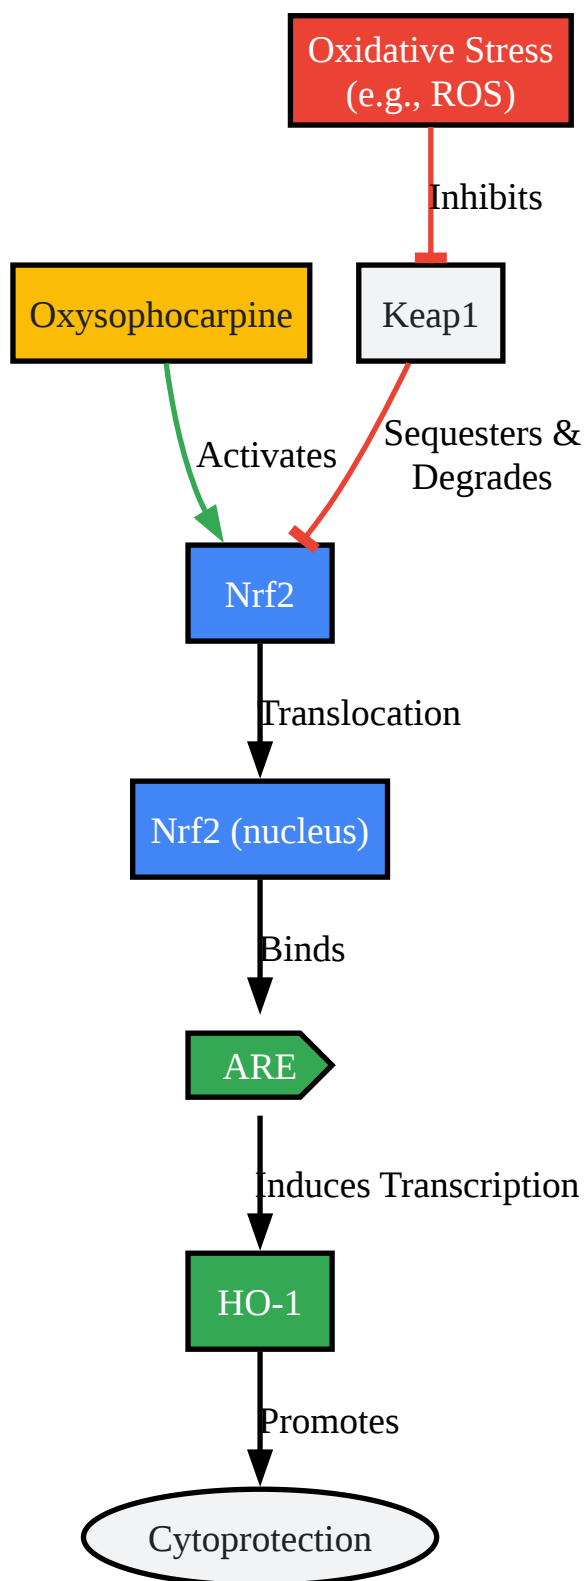 Oxidative Stress
(e.g., ROS)
Inhibits
Oxysophocarpine
Keap1
Sequesters &
Degrades
Activates
Nrf2
Translocation
Nrf2 (nucleus)
Binds
ARE
Induces Transcription
HO-1
Promotes
Cytoprotection